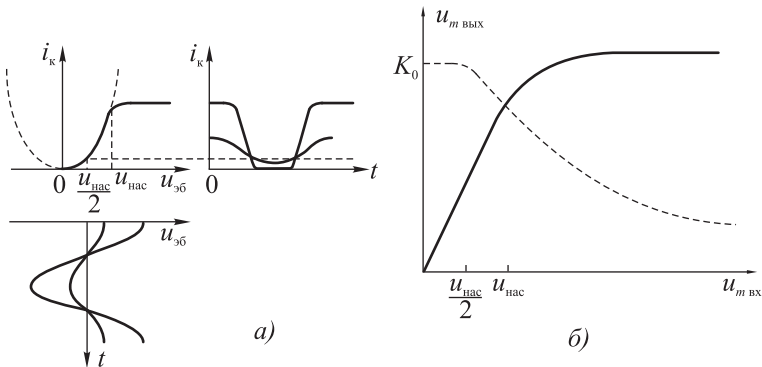 iк
iк
0
uнас/2
uнас
uэб
0
t
uэб
t
а)
um вых
K0
uнас/2
uнас
um вх
б)